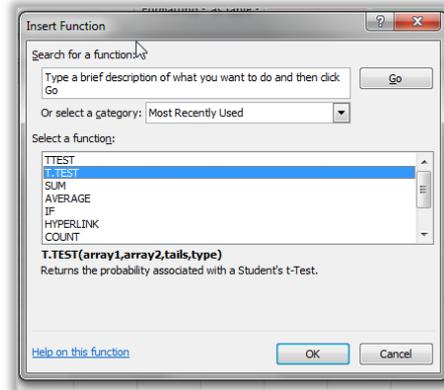 Insert Function
Search for a function:
Type a brief description of what you want to do and then click
Go
Go
Or select a category: Most Recently Used
Select a function:
TTEST
T.TEST
SUM
AVERAGE
IF
HYPERLINK
COUNT
T.TEST(array1,array2,tails,type)
Returns the probability associated with a Student's t-Test.
Help on this function
OK
Cancel